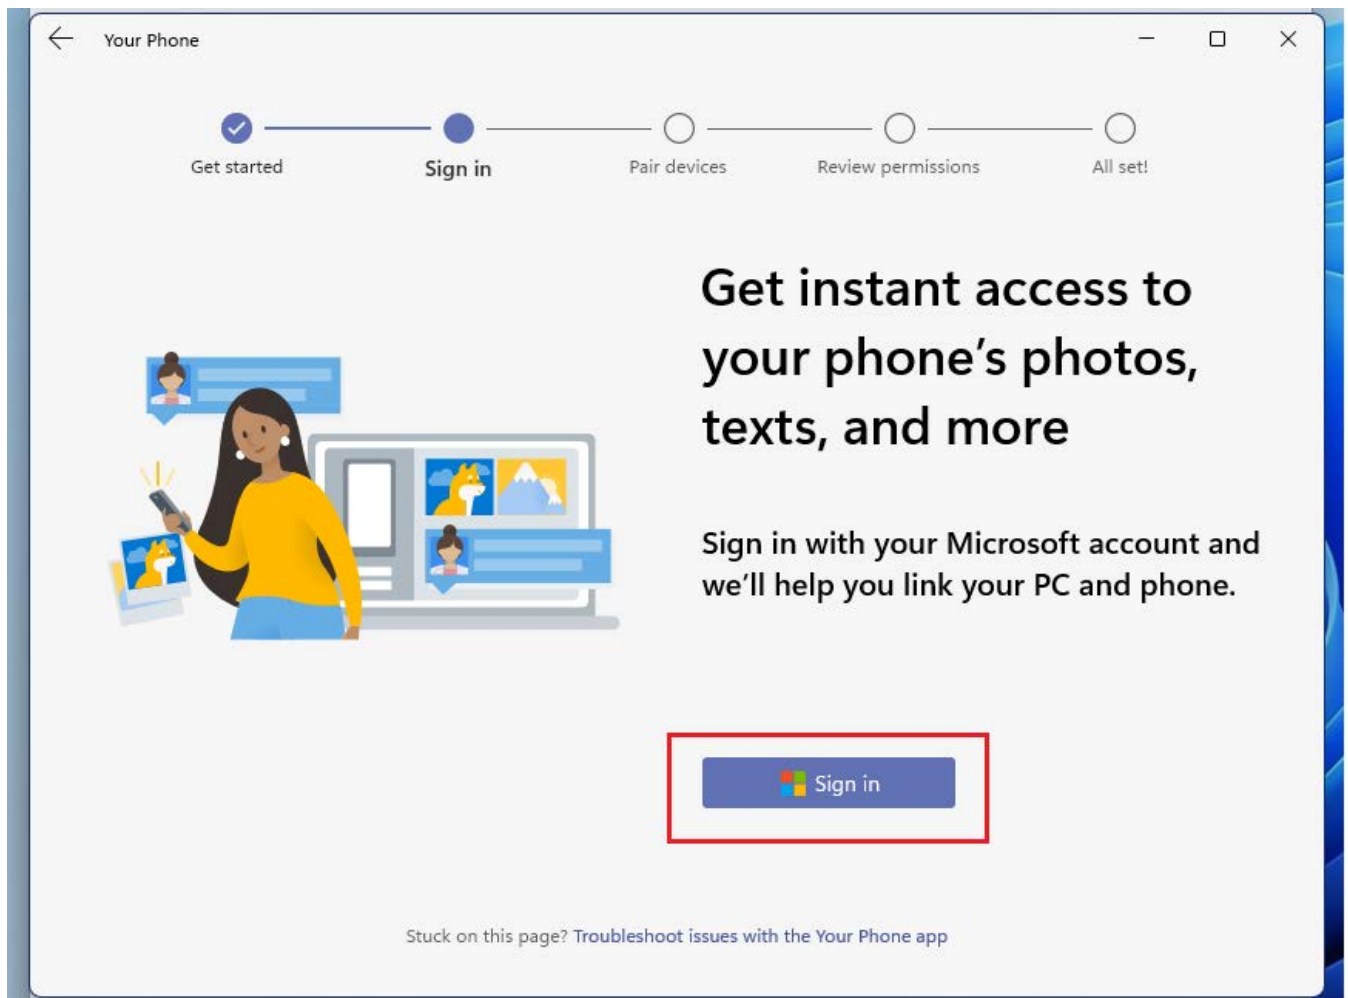 Your Phone
Get started
Sign in
Pair devices
Review permissions
All set!
Get instant access to
your phone’s photos,
texts, and more
Sign in with your Microsoft account and
we’ll help you link your PC and phone.
Sign in
Stuck on this page? Troubleshoot issues with the Your Phone app